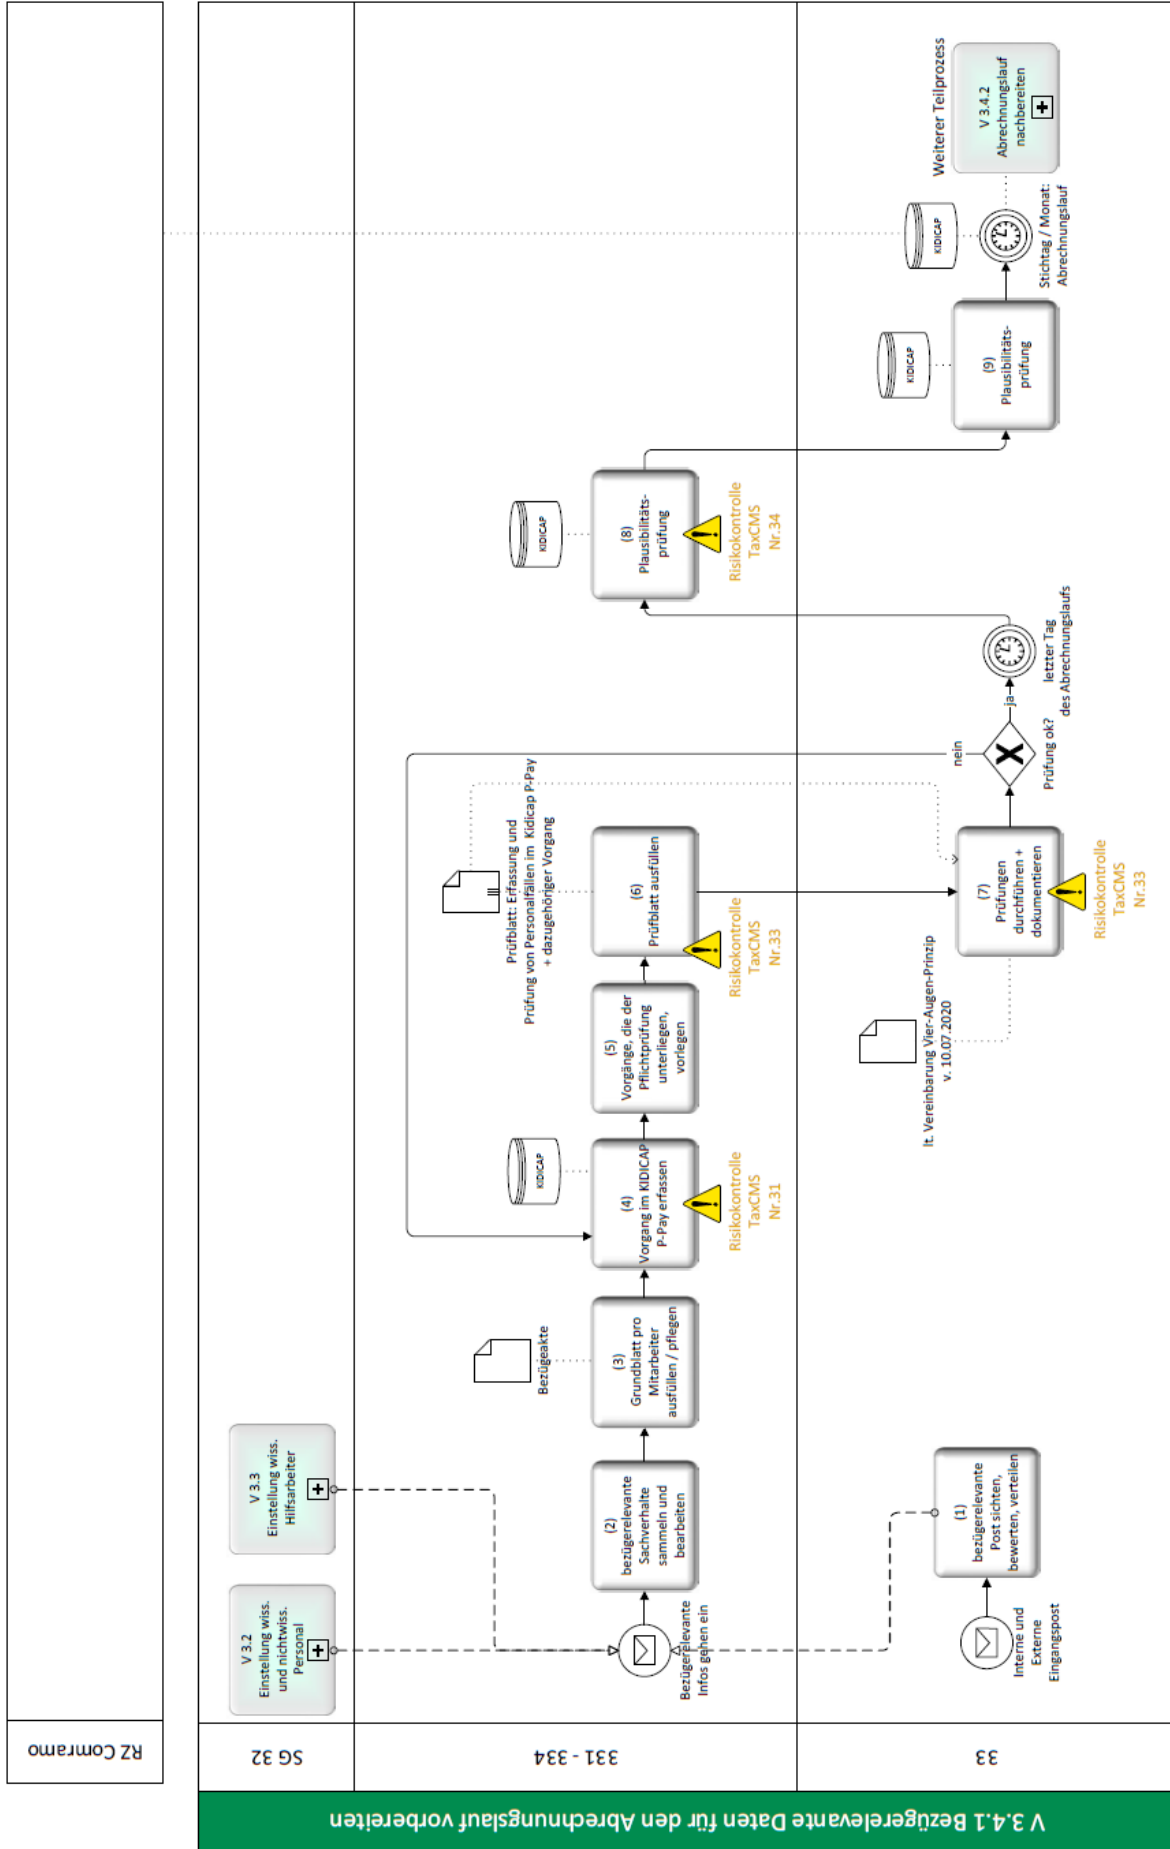 V 3.4.1 Bezügerelevante Daten für den Abrechnungslauf vorbereiten
RZ Comramo
SG 32
331 - 334
33
V 3.2
Einstellung wiss.
und nichtwiss.
Personal
V 3.3
Einstellung wiss.
Hilfsarbeiter
Bezügerelevante
Infos gehen ein
(2)
bezügerelevante
Sachverhalte
sammeln und
bearbeiten
Bezügeakte
(3)
Grundblatt pro
Mitarbeiter
ausfüllen / pflegen
KIDICAP
(4)
Vorgang im KIDICAP
P-Pay erfassen
Risikokontrolle
TaxCMS
Nr.31
(5)
Vorgänge, die der
Pflichtprüfung
unterliegen,
vorlegen
Prüfblatt: Erfassung und
Prüfung von Personalfällen im Kidicap P-Pay
+ dazugehöriger Vorgang
(6)
Prüfblatt ausfüllen
Risikokontrolle
TaxCMS
Nr.33
KIDICAP
(8)
Plausibilitäts-
prüfung
Risikokontrolle
TaxCMS
Nr.34
Interne und
Externe
Eingangspost
(1)
bezügerelevante
Post sichten,
bewerten, verteilen
lt. Vereinbarung Vier-Augen-Prinzip
v. 10.07.2020
(7)
Prüfungen
durchführen +
dokumentieren
Risikokontrolle
TaxCMS
Nr.33
nein
Prüfung ok?
ja
letzter Tag
des Abrechnungslaufs
KIDICAP
(9)
Plausibilitäts-
prüfung
KIDICAP
Stichtag / Monat:
Abrechnungslauf
Weiterer Teilprozess
V 3.4.2
Abrechnungslauf
nachbereiten